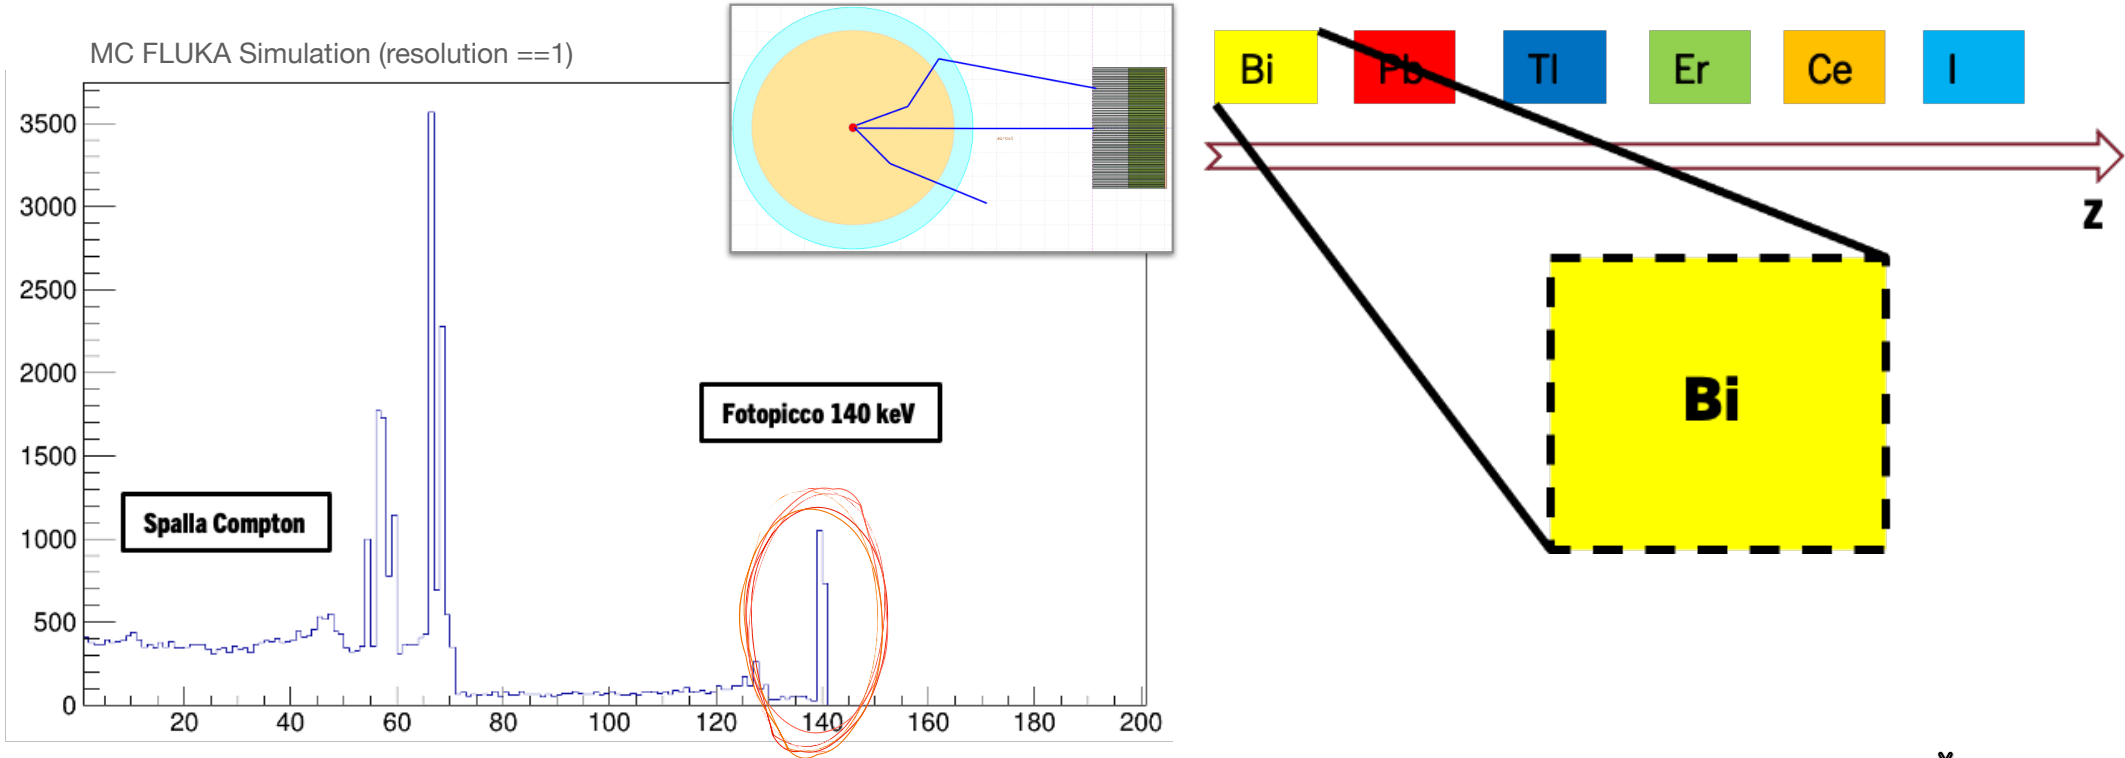 MC FLUKA Simulation (resolution ==1)
3500
3000
2500
2000
1500
1000
500
0
20 40 60 80 100 120 140 160 180 200
Spalla Compton
Fotopicco 140 keV
Bi Pb Tl Er Ce I
z
Bi